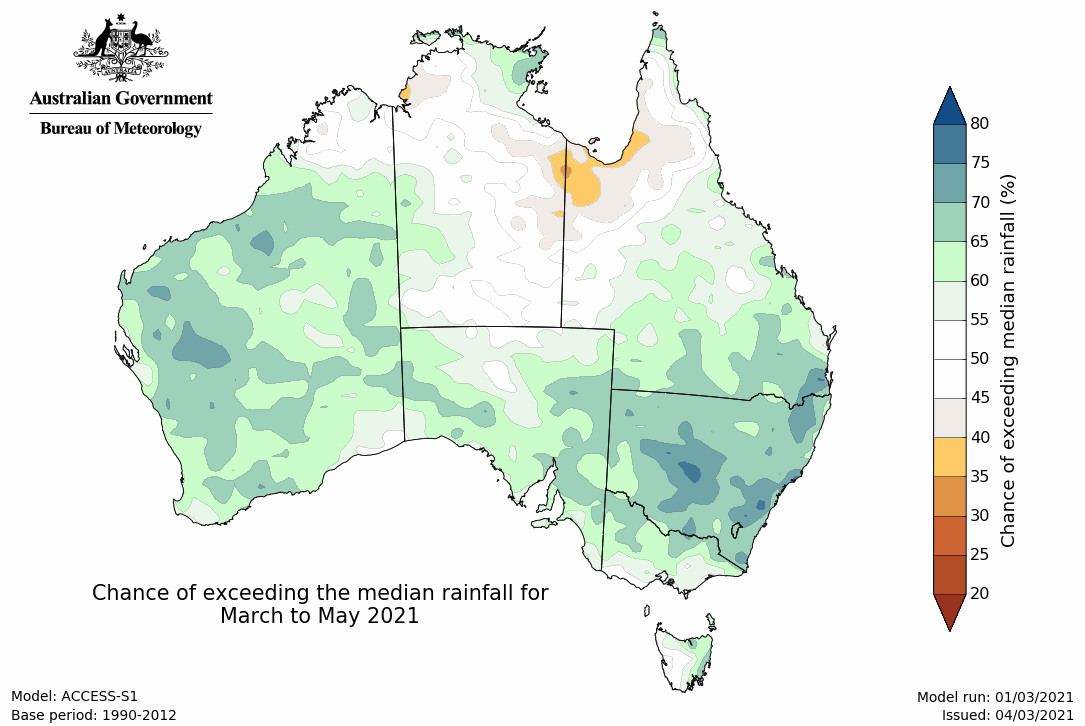 Australian Government
Bureau of Meteorology
80
75
70
65
60
55
50
45
40
35
30
25
20
Chance of exceeding median rainfall (%)
Chance of exceeding the median rainfall for
March to May 2021
Model: ACCESS-S1
Base period: 1990-2012
Model run: 01/03/2021
Issued: 04/03/2021